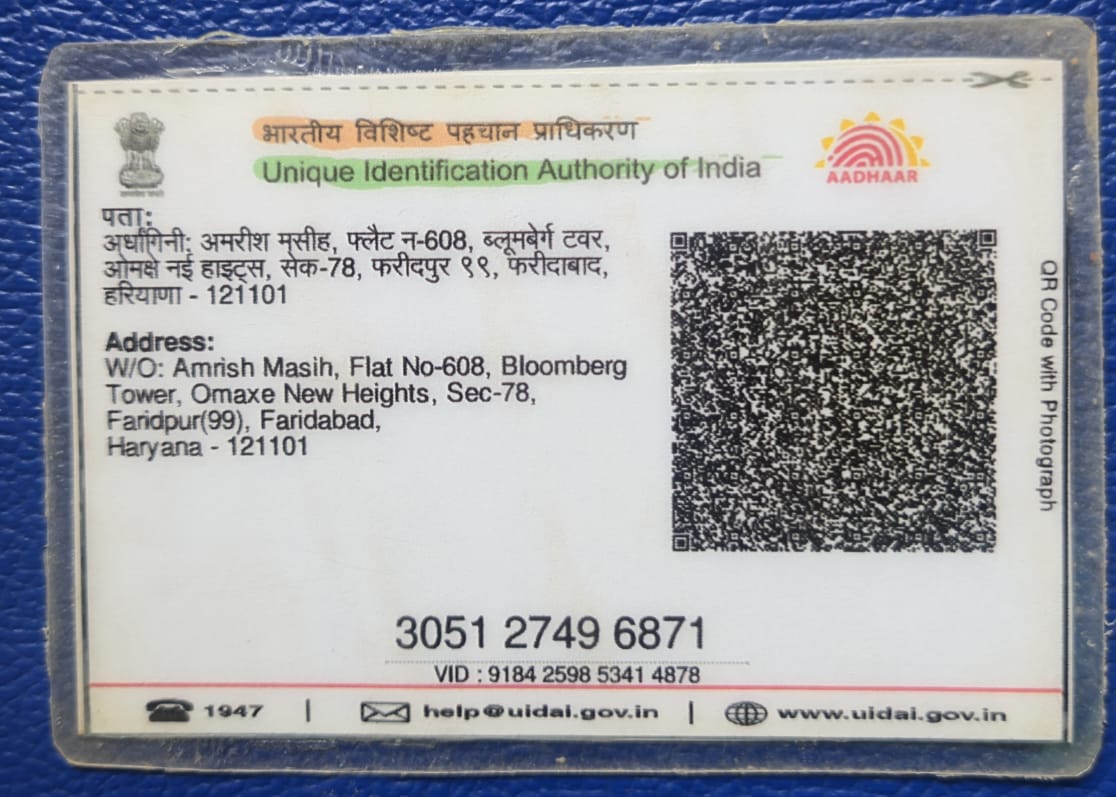 भारतीय विशिष्ट पहचान प्राधिकरण
Unique Identification Authority of India
AADHAAR
पता:
अर्धांगिनी: अमरीश मसीह, फ्लैट न-608, ब्लूमबेर्ग टवर,
ओमक्षे नई हाइट्स, सेक-78, फरीदपुर ९९, फरीदाबाद,
हरियाणा - 121101
Address:
W/O: Amrish Masih, Flat No-608, Bloomberg
Tower, Omaxe New Heights, Sec-78,
Faridpur(99), Faridabad,
Haryana - 121101
QR Code with Photograph
3051 2749 6871
VID : 9184 2598 5341 4878
1947 | help@uidai.gov.in | www.uidai.gov.in